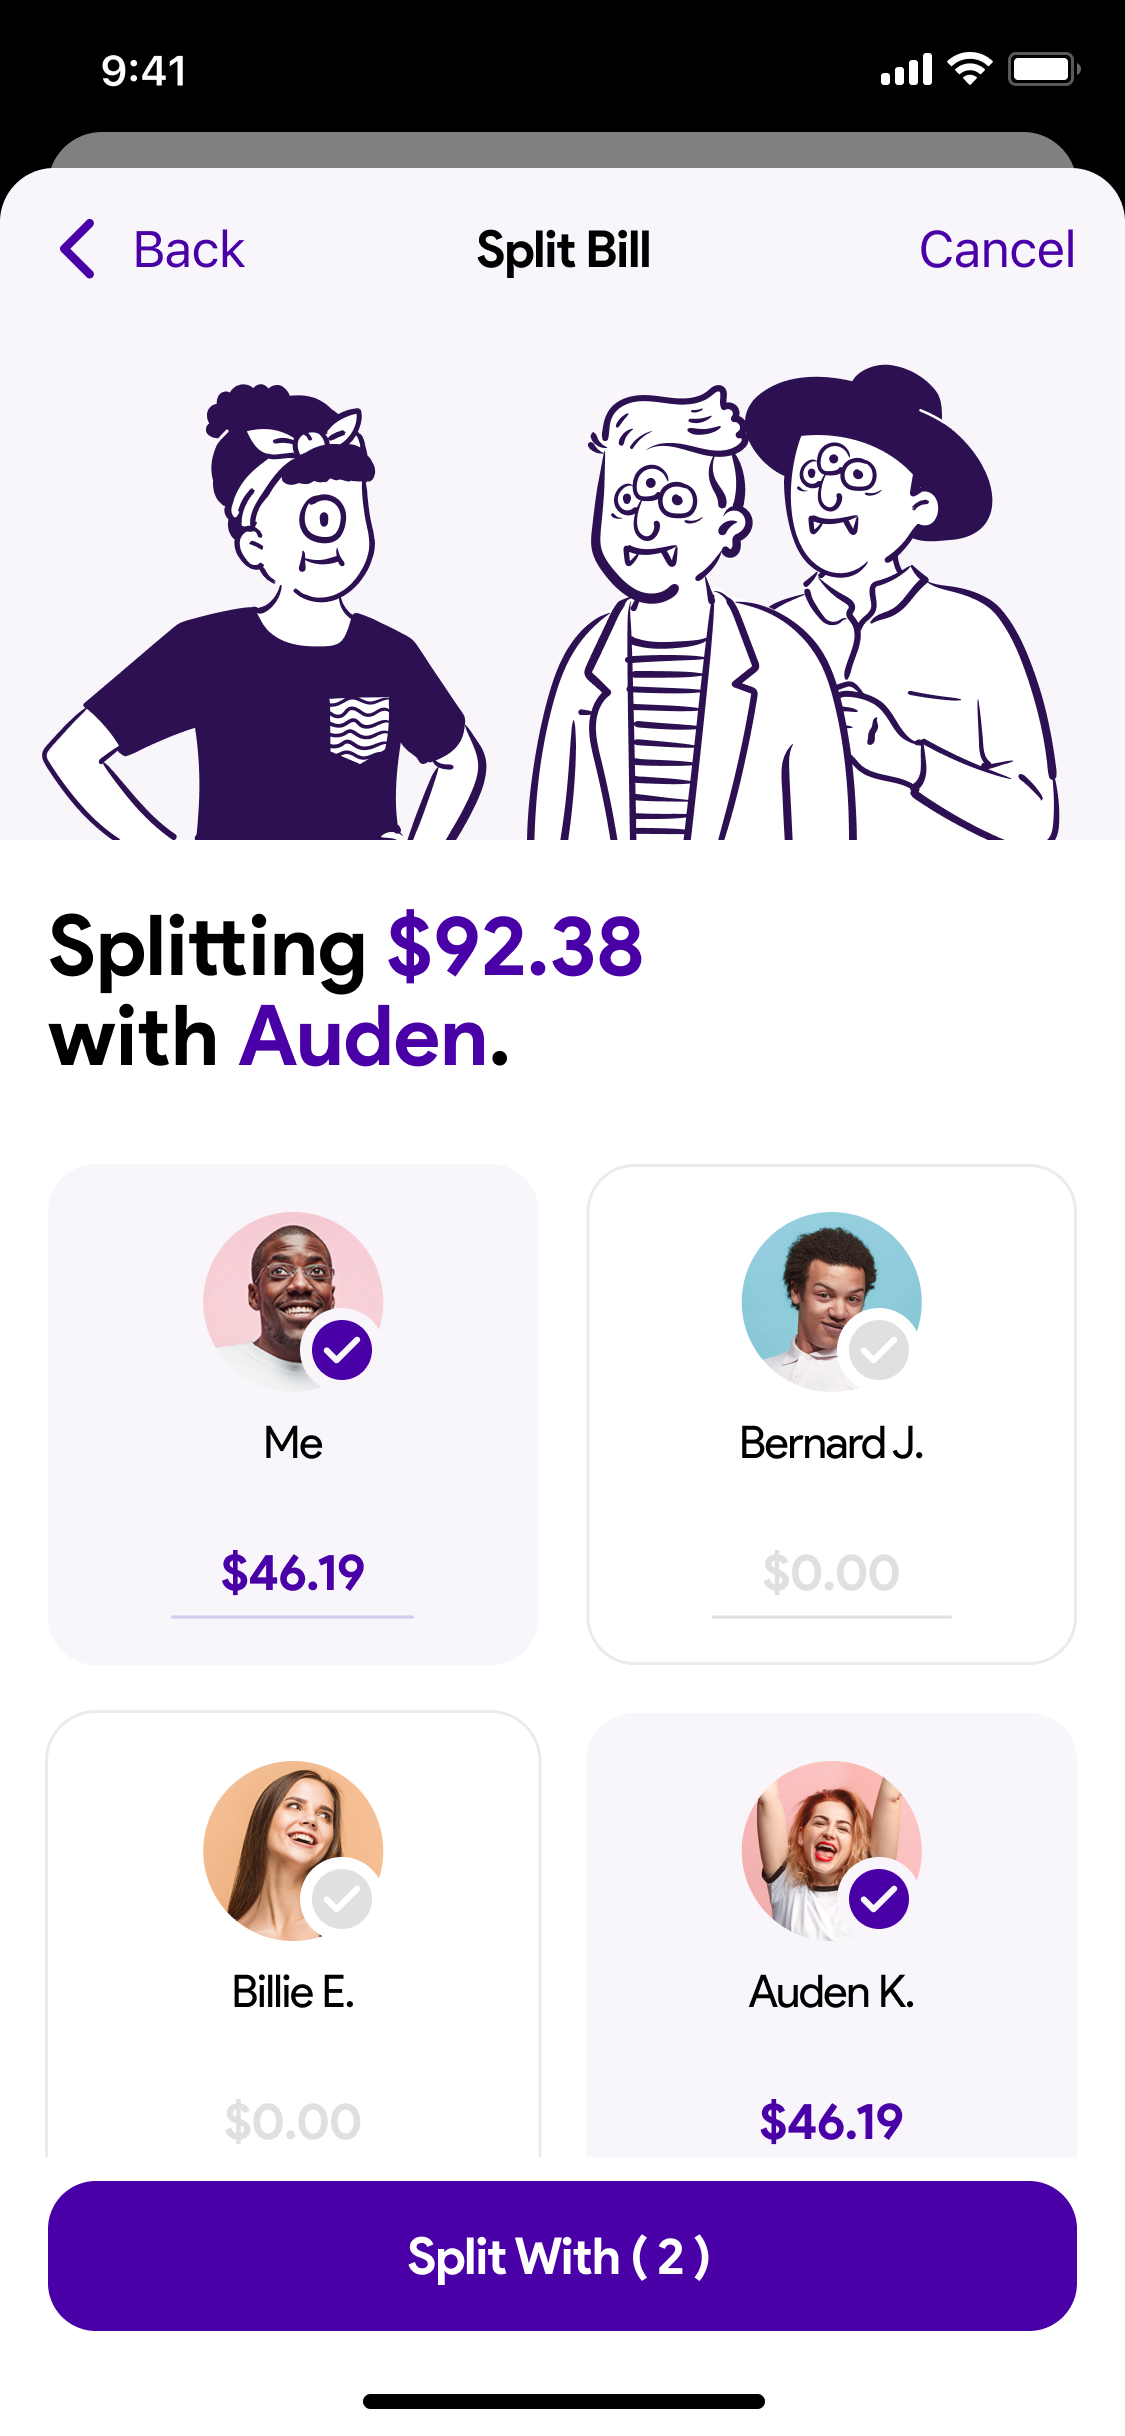 9:41
Back Split Bill Cancel
Splitting $92.38
with Auden.
Me
$46.19
Bernard J.
$0.00
Billie E.
$0.00
Auden K.
$46.19
Split With ( 2 )